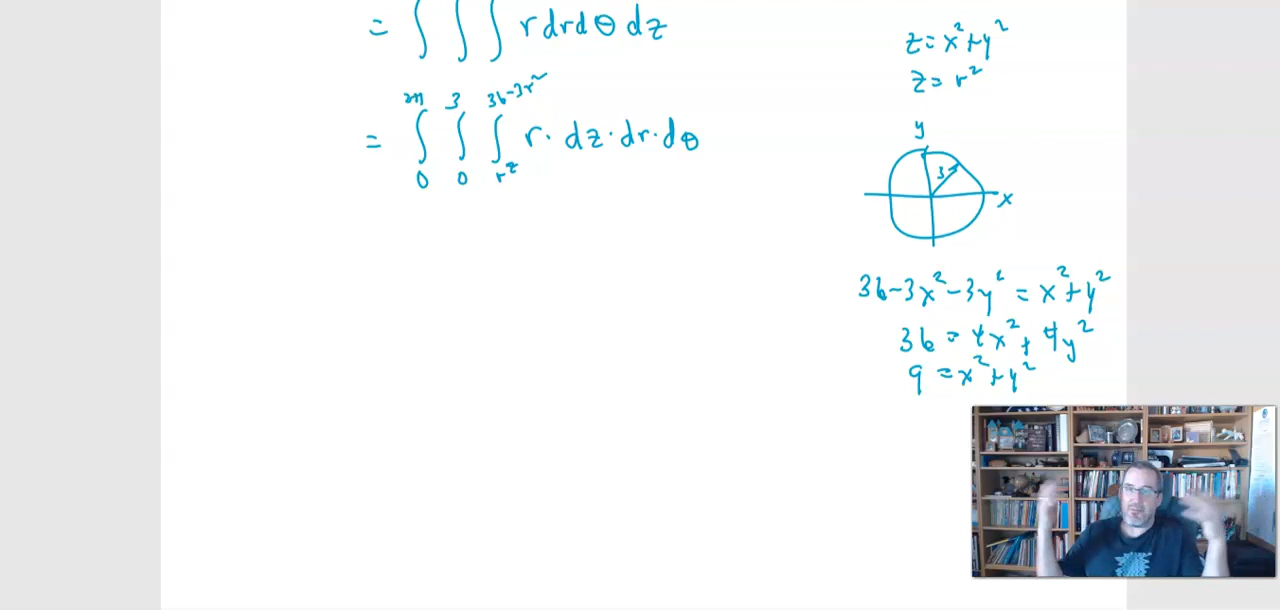 = ∫ ∫ ∫ r dr dθ dz
= ∫₀^2π ∫₀^3 ∫_r²^36-3r² r · dz · dr · dθ
z = x² + y²
z = r²
y
3
x
36 - 3x² - 3y² = x² + y²
36 = 4x² + 4y²
9 = x² + y²